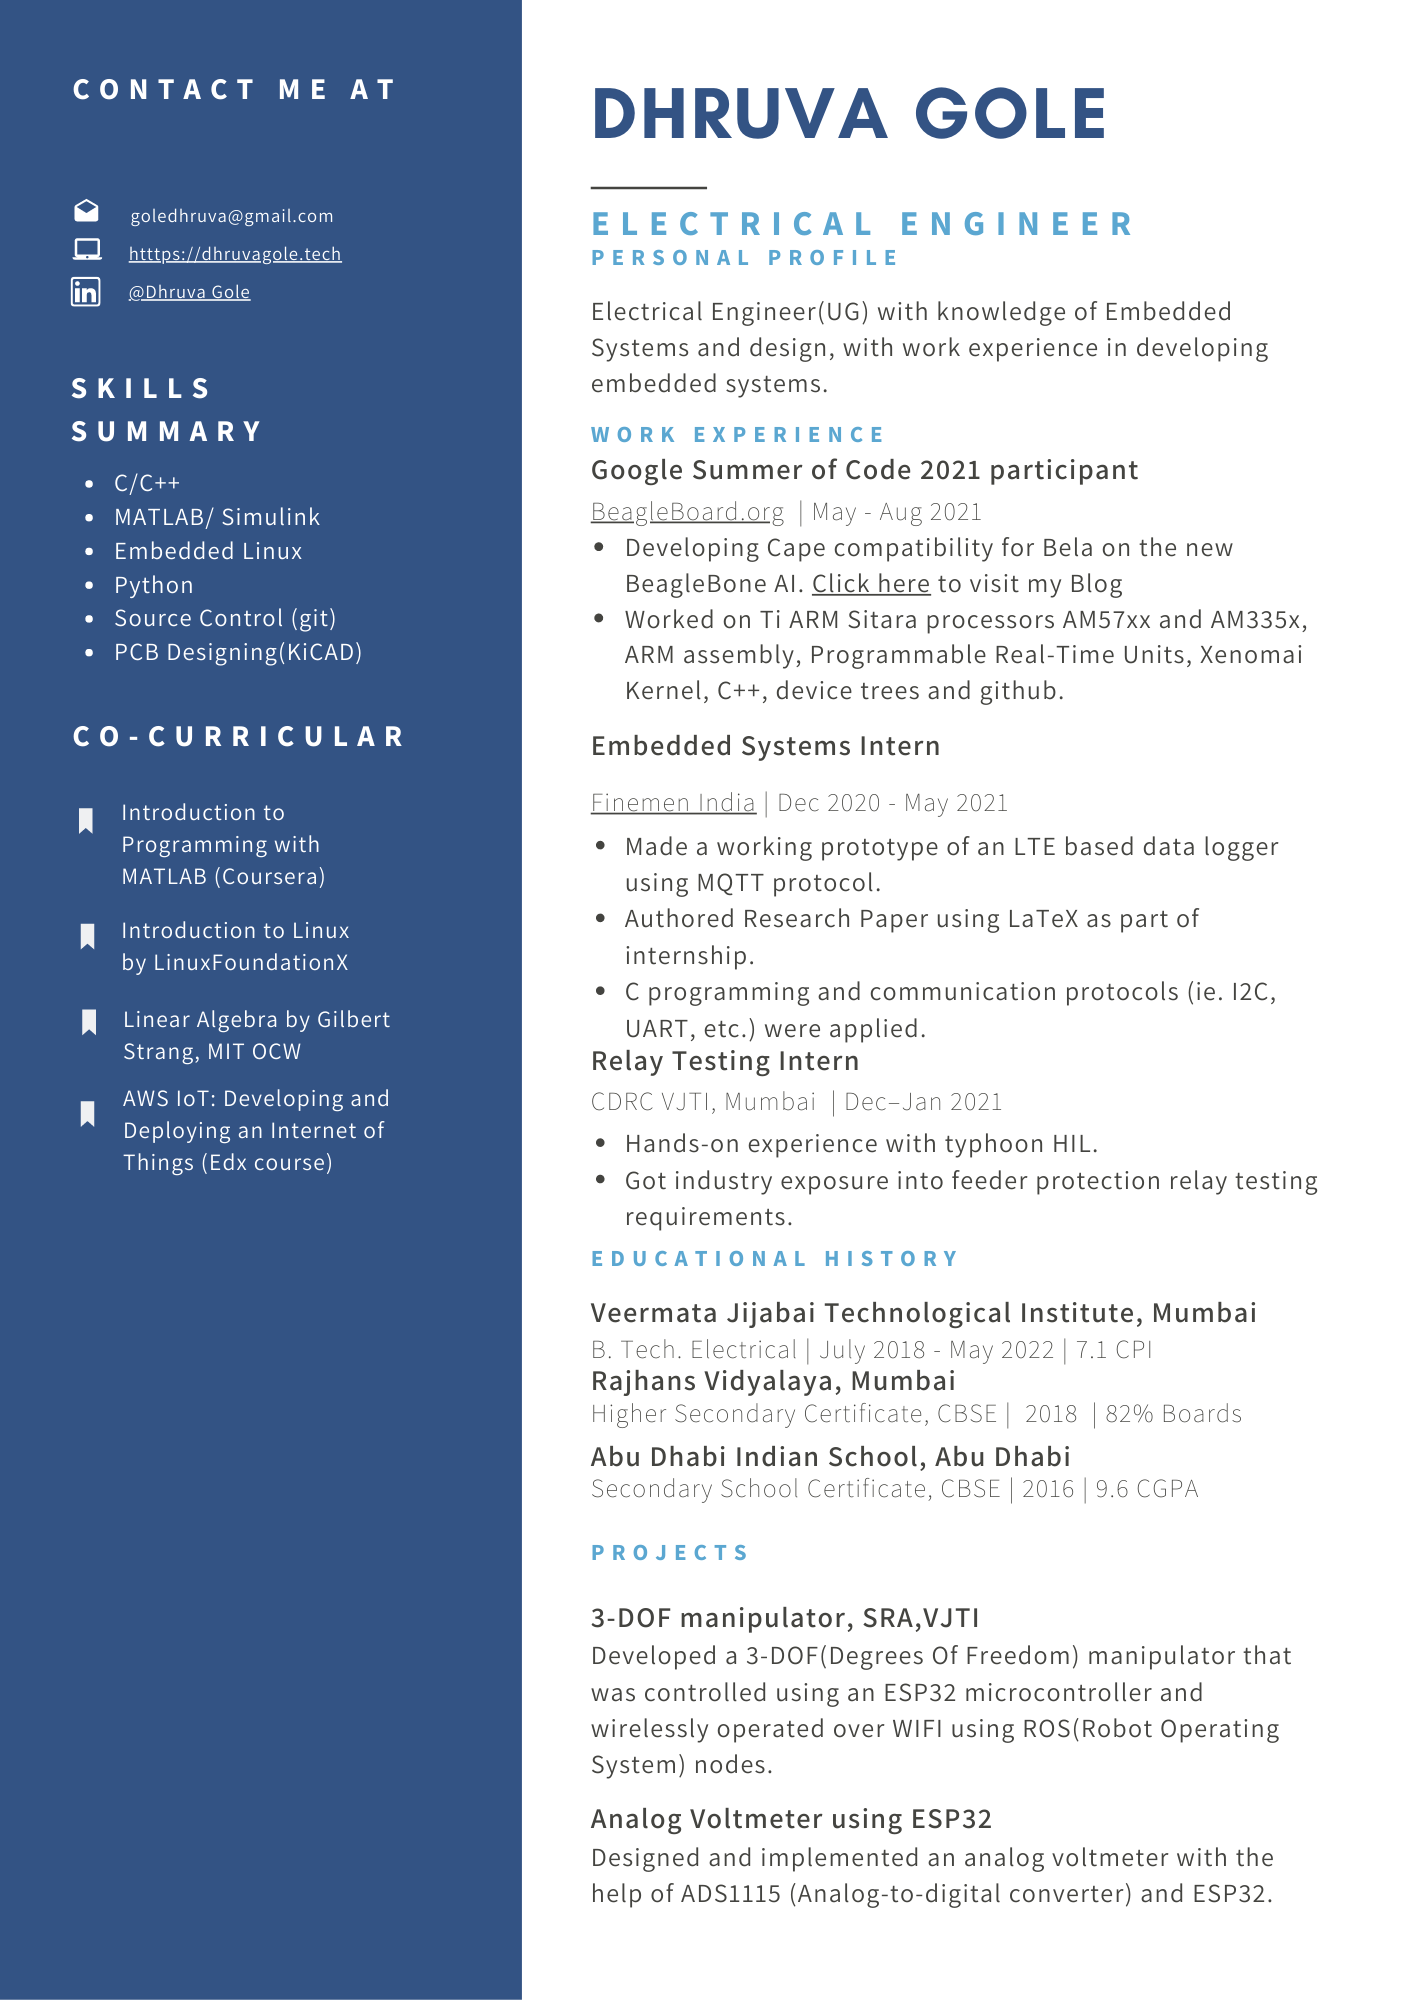 CONTACT ME AT
goledhruva@gmail.com
htttps://dhruvagole.tech
@Dhruva Gole
SKILLS
SUMMARY
• C/C++
• MATLAB/ Simulink
• Embedded Linux
• Python
• Source Control (git)
• PCB Designing(KiCAD)
CO-CURRICULAR
Introduction to
Programming with
MATLAB (Coursera)
Introduction to Linux
by LinuxFoundationX
Linear Algebra by Gilbert
Strang, MIT OCW
AWS IoT: Developing and
Deploying an Internet of
Things (Edx course)
DHRUVA GOLE
ELECTRICAL ENGINEER
PERSONAL PROFILE
Electrical Engineer(UG) with knowledge of Embedded
Systems and design, with work experience in developing
embedded systems.
WORK EXPERIENCE
Google Summer of Code 2021 participant
BeagleBoard.org | May - Aug 2021
• Developing Cape compatibility for Bela on the new
BeagleBone AI. Click here to visit my Blog
• Worked on Ti ARM Sitara processors AM57xx and AM335x,
ARM assembly, Programmable Real-Time Units, Xenomai
Kernel, C++, device trees and github.
Embedded Systems Intern
Finemen India | Dec 2020 - May 2021
• Made a working prototype of an LTE based data logger
using MQTT protocol.
• Authored Research Paper using LaTeX as part of
internship.
• C programming and communication protocols (ie. I2C,
UART, etc.) were applied.
Relay Testing Intern
CDRC VJTI, Mumbai | Dec–Jan 2021
• Hands-on experience with typhoon HIL.
• Got industry exposure into feeder protection relay testing
requirements.
EDUCATIONAL HISTORY
Veermata Jijabai Technological Institute, Mumbai
B. Tech. Electrical | July 2018 - May 2022 | 7.1 CPI
Rajhans Vidyalaya, Mumbai
Higher Secondary Certificate, CBSE | 2018 | 82% Boards
Abu Dhabi Indian School, Abu Dhabi
Secondary School Certificate, CBSE | 2016 | 9.6 CGPA
PROJECTS
3-DOF manipulator, SRA,VJTI
Developed a 3-DOF(Degrees Of Freedom) manipulator that
was controlled using an ESP32 microcontroller and
wirelessly operated over WIFI using ROS(Robot Operating
System) nodes.
Analog Voltmeter using ESP32
Designed and implemented an analog voltmeter with the
help of ADS1115 (Analog-to-digital converter) and ESP32.